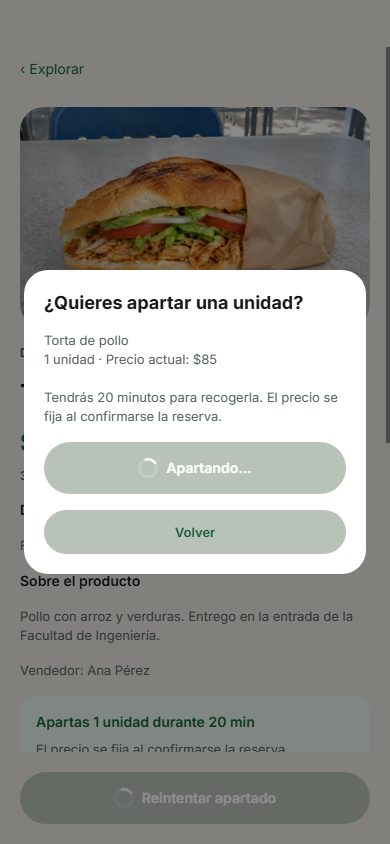 ‹ Explorar
¿Quieres apartar una unidad?
Torta de pollo
1 unidad · Precio actual: $85
Tendrás 20 minutos para recogerla. El precio se
fija al confirmarse la reserva.
Apartando...
Volver
Sobre el producto
Pollo con arroz y verduras. Entrego en la entrada de la
Facultad de Ingeniería.
Vendedor: Ana Pérez
Apartas 1 unidad durante 20 min
El precio se fija al confirmarse la reserva
Reintentar apartado